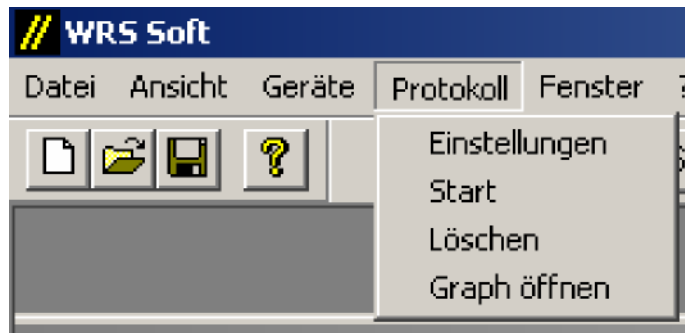 WRS Soft
Datei Ansicht Geräte Protokoll Fenster ?
Einstellungen
Start
Löschen
Graph öffnen